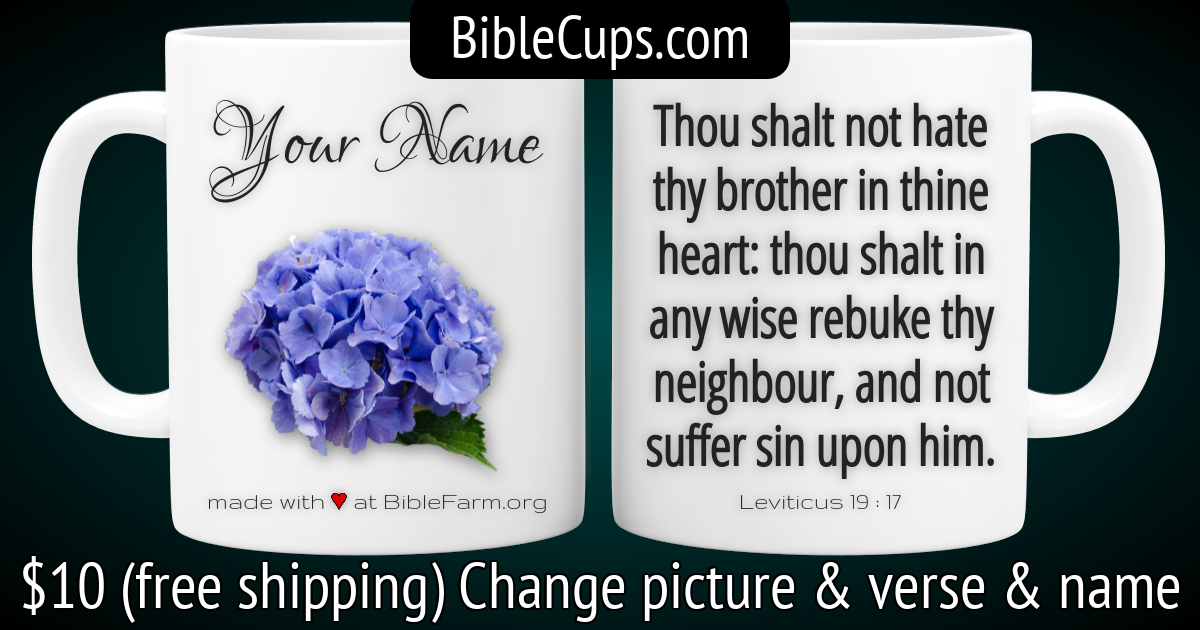 BibleCups.com
Your Name
made with ♥ at BibleFarm.org
Thou shalt not hate
thy brother in thine
heart: thou shalt in
any wise rebuke thy
neighbour, and not
suffer sin upon him.
Leviticus 19 : 17
$10 (free shipping) Change picture & verse & name